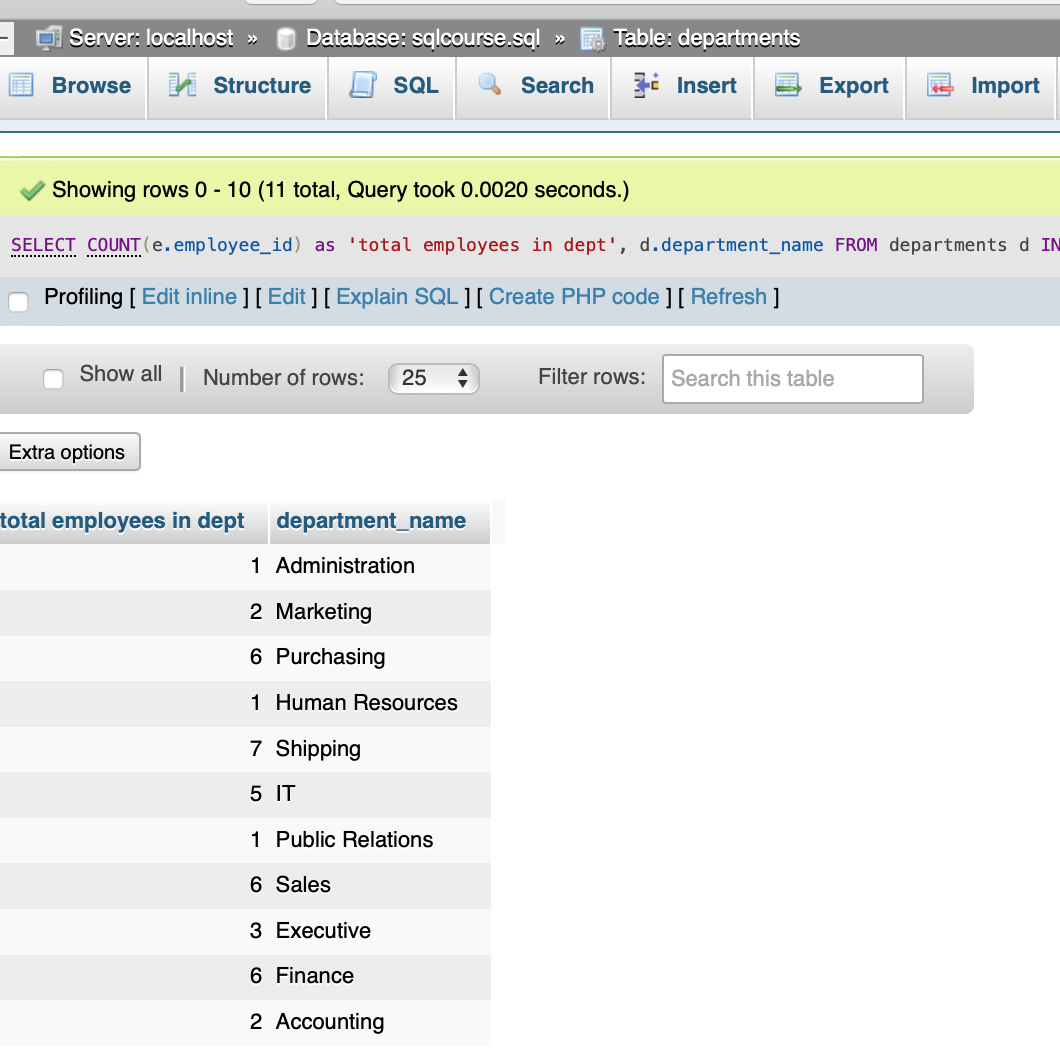 Server: localhost » Database: sqlcourse.sql » Table: departments
Browse Structure SQL Search Insert Export Import
Showing rows 0 - 10 (11 total, Query took 0.0020 seconds.)
SELECT COUNT(e.employee_id) as 'total employees in dept', d.department_name FROM departments d IN
Profiling [ Edit inline ] [ Edit ] [ Explain SQL ] [ Create PHP code ] [ Refresh ]
Show all | Number of rows: 25 Filter rows: Search this table
Extra options
total employees in dept department_name
1 Administration
2 Marketing
6 Purchasing
1 Human Resources
7 Shipping
5 IT
1 Public Relations
6 Sales
3 Executive
6 Finance
2 Accounting